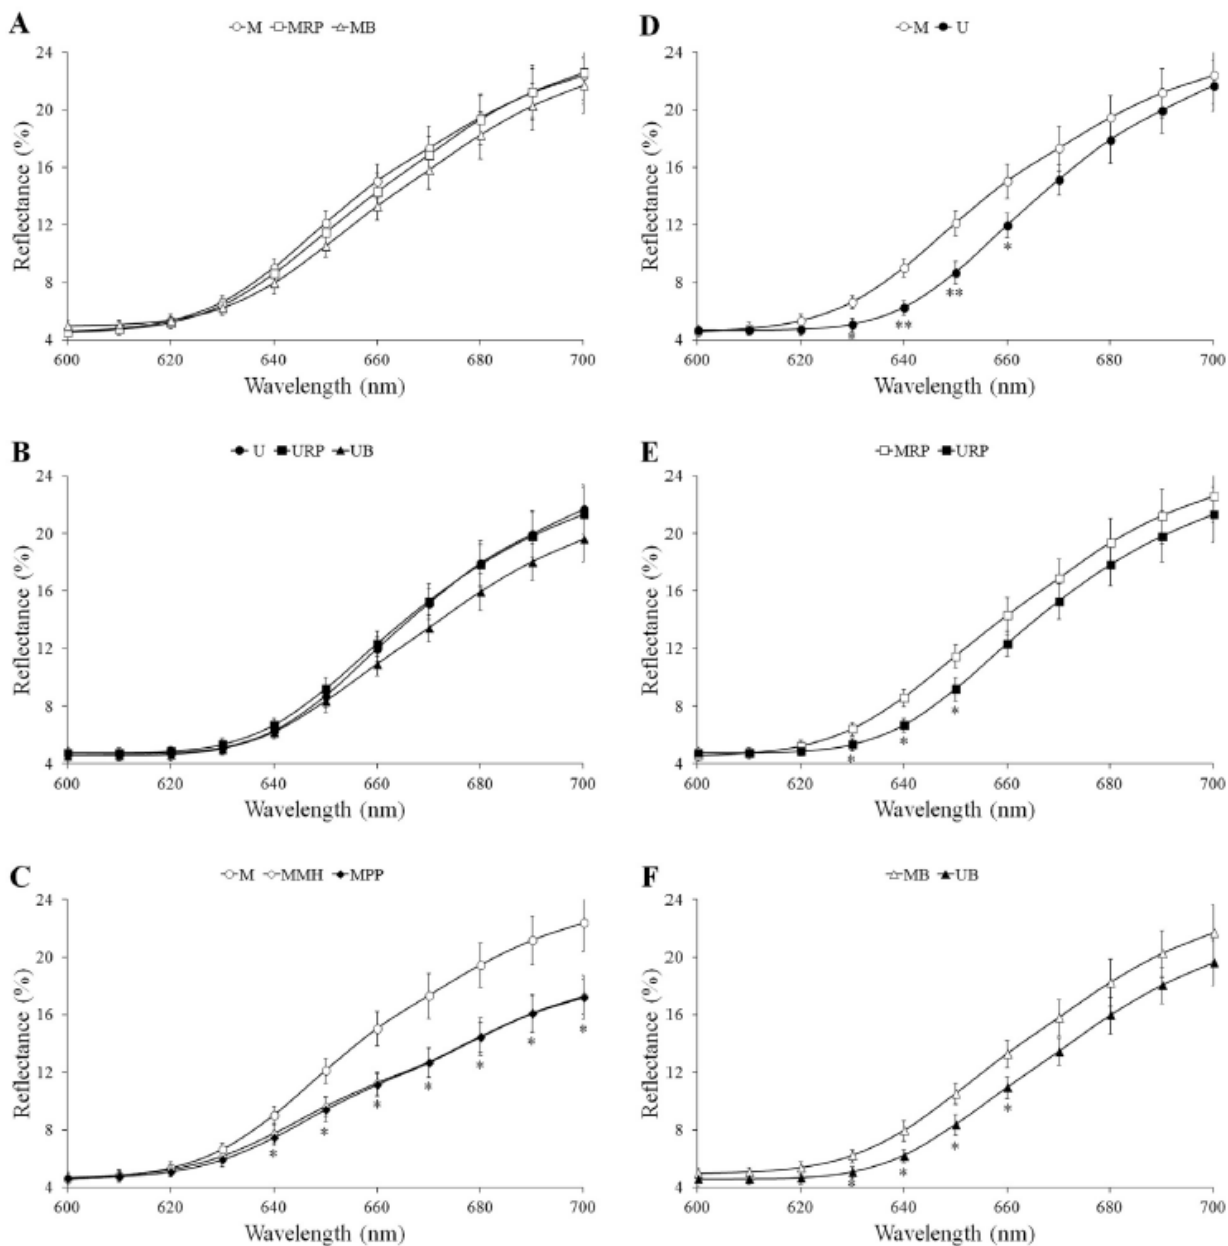 A
M MRP MB
24
20
16
12
8
4
Reflectance (%)
600 620 640 660 680 700
Wavelength (nm)
D
M U
24
20
16
12
8
4
Reflectance (%)
*
**
**
*
600 620 640 660 680 700
Wavelength (nm)
B
U URP UB
24
20
16
12
8
4
Reflectance (%)
600 620 640 660 680 700
Wavelength (nm)
E
MRP URP
24
20
16
12
8
4
Reflectance (%)
*
*
*
600 620 640 660 680 700
Wavelength (nm)
C
M MMH MPP
24
20
16
12
8
4
Reflectance (%)
*
*
*
*
*
*
*
600 620 640 660 680 700
Wavelength (nm)
F
MB UB
24
20
16
12
8
4
Reflectance (%)
*
*
*
*
600 620 640 660 680 700
Wavelength (nm)